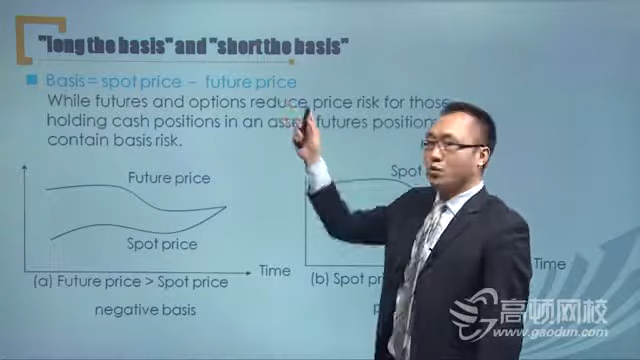 "long the basis" and "short the basis"
Basis = spot price − future price
While futures and options reduce price risk for those
holding cash positions in an asset, futures position
contain basis risk.
Future price
Spot
Spot price
Time
Time
(a) Future price > Spot price
(b) Spot
negative basis
高顿网校
www.gaodun.com